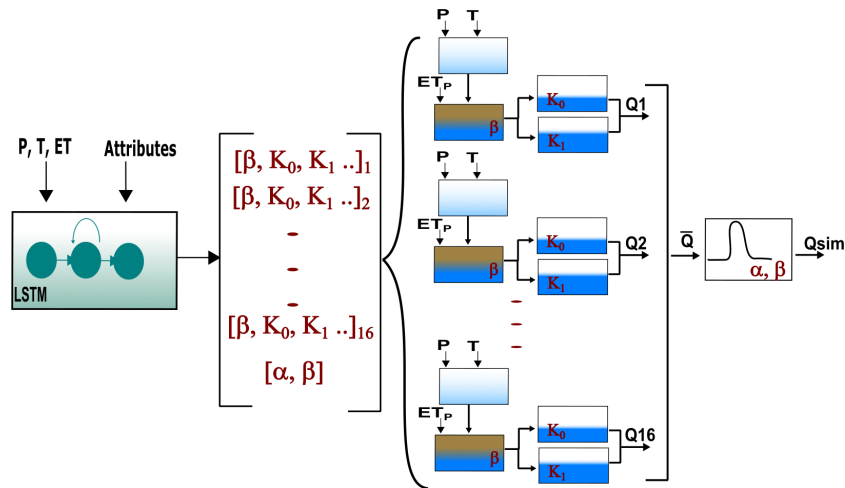 P, T, ET
Attributes
LSTM
[β, K₀, K₁ ..]₁
[β, K₀, K₁ ..]₂
[β, K₀, K₁ ..]₁₆
[α, β]
P T
ETₚ
β
K₀
K₁
Q1
P T
ETₚ
β
K₀
K₁
Q2
P T
ETₚ
β
K₀
K₁
Q16
Q̅
α, β
Qsim